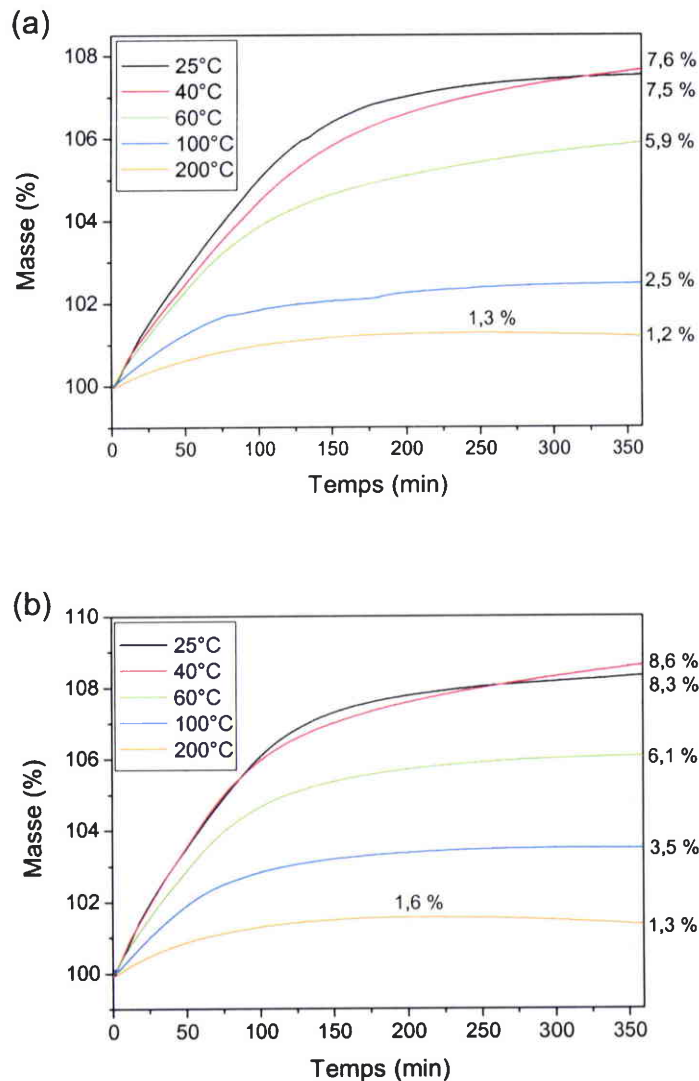 (a)
108
106
104
102
100
Masse (%)
25°C
40°C
60°C
100°C
200°C
7,6 %
7,5 %
5,9 %
2,5 %
1,3 %
1,2 %
0 50 100 150 200 250 300 350
Temps (min)
(b)
110
108
106
104
102
100
Masse (%)
25°C
40°C
60°C
100°C
200°C
8,6 %
8,3 %
6,1 %
3,5 %
1,6 %
1,3 %
0 50 100 150 200 250 300 350
Temps (min)